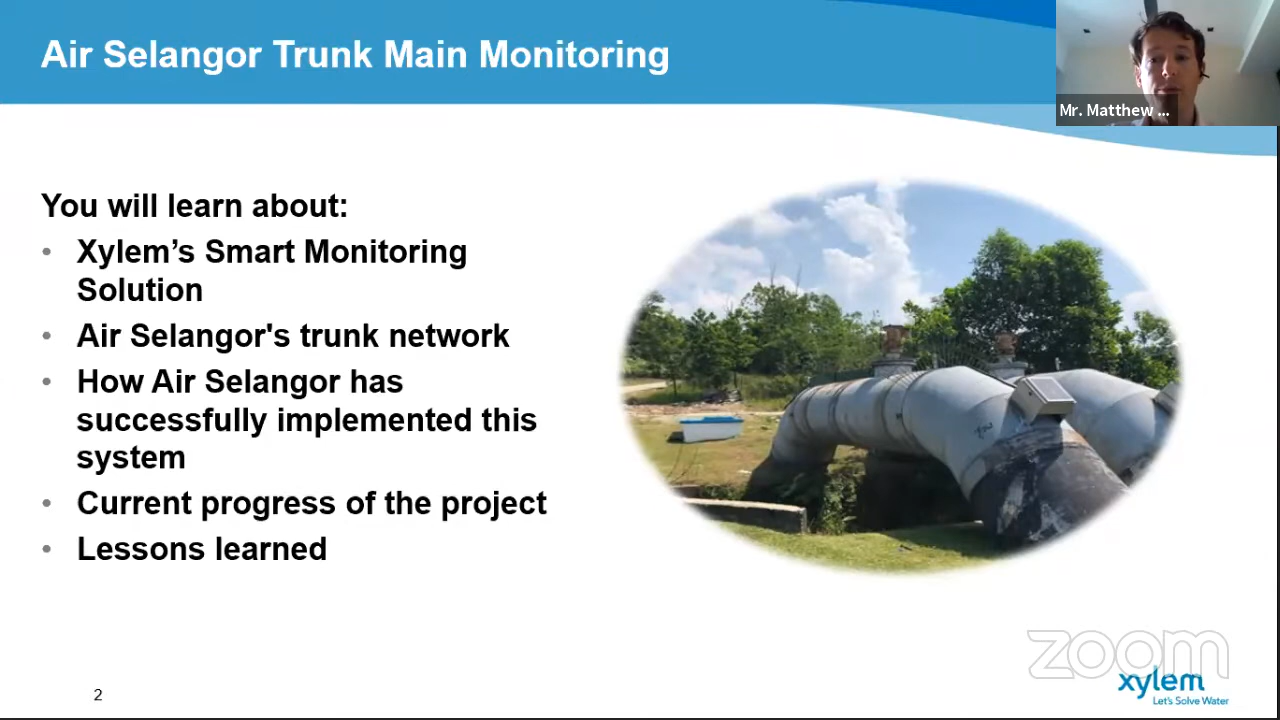 Air Selangor Trunk Main Monitoring
Mr. Matthew ...
You will learn about:
• Xylem’s Smart Monitoring
Solution
• Air Selangor's trunk network
• How Air Selangor has
successfully implemented this
system
• Current progress of the project
• Lessons learned
zoom
xylem
Let's Solve Water
2